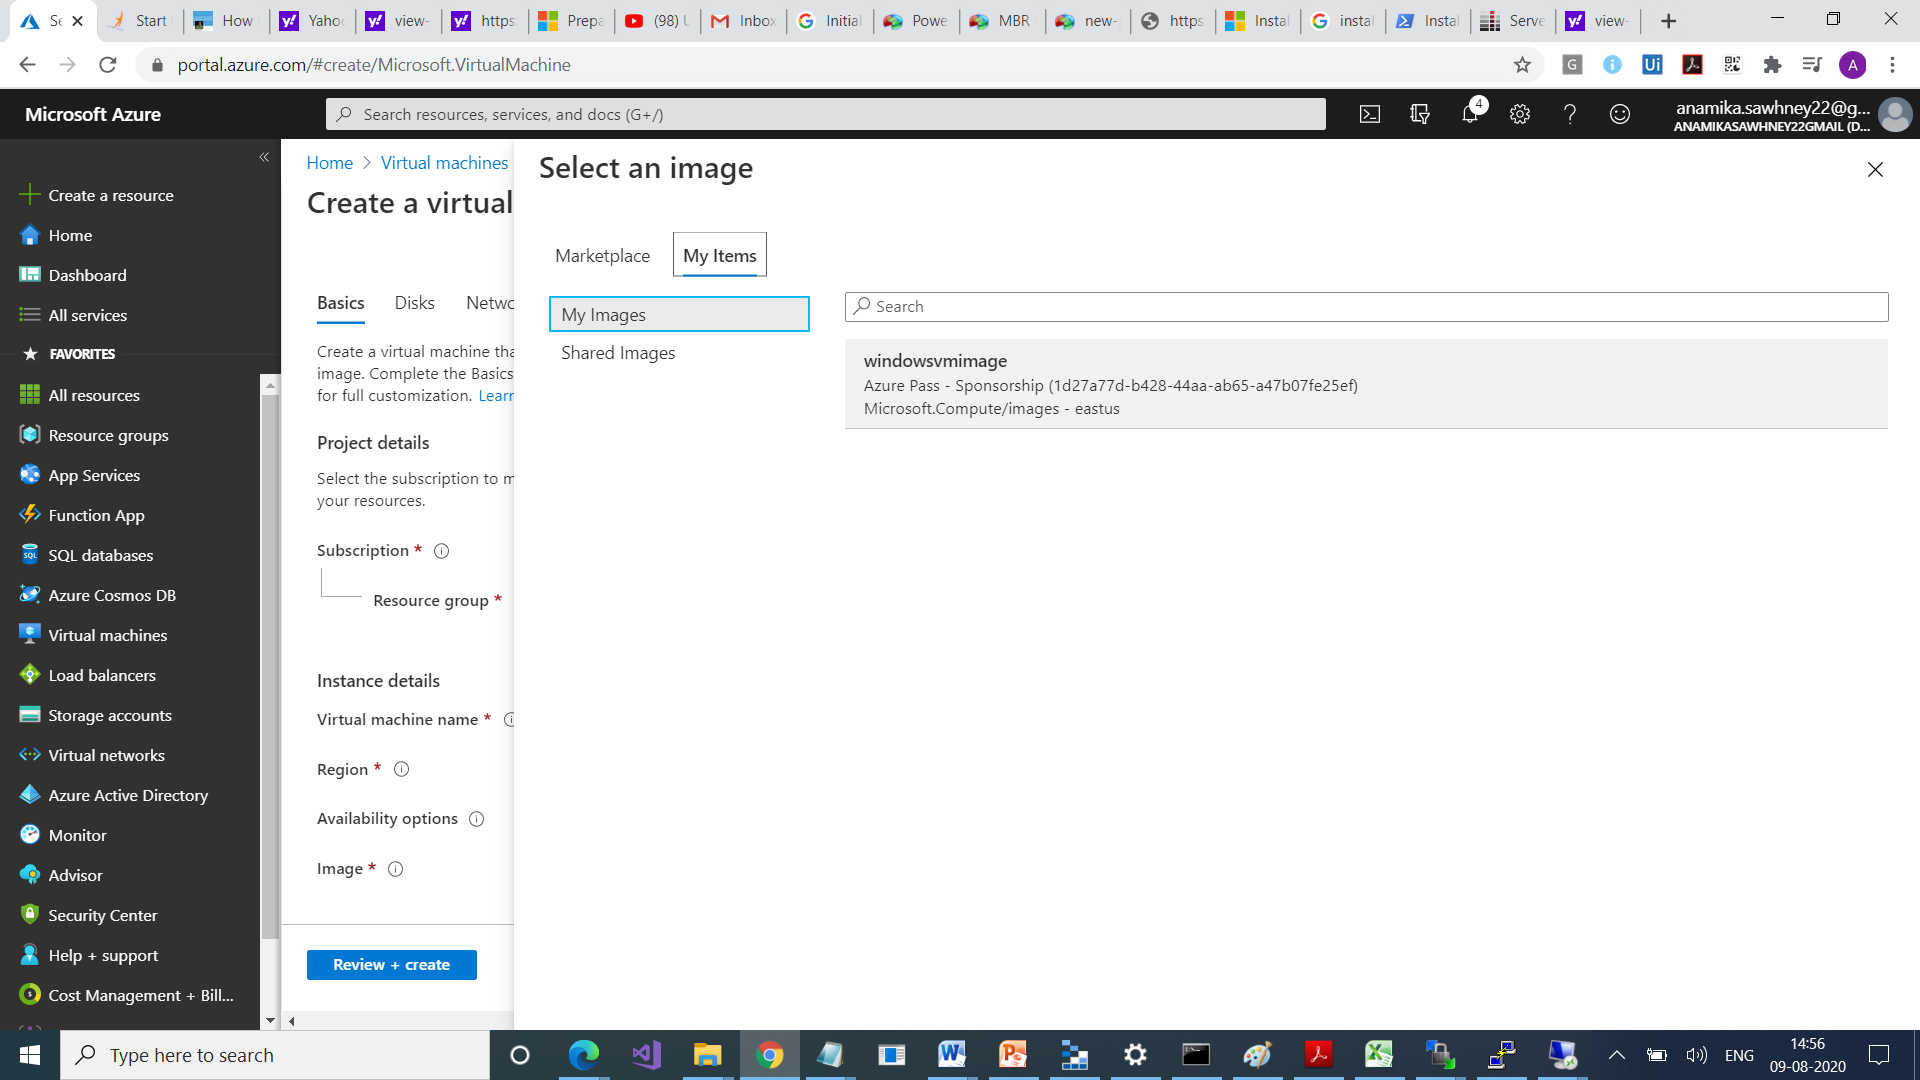 Se
Start
How
Yahoo
view-
https:
Prepa
(98) U
Inbox
Initial
Powe
MBR
new-
https
Instal
instal
Instal
Serve
view-
portal.azure.com/#create/Microsoft.VirtualMachine
Microsoft Azure
Search resources, services, and docs (G+/)
4
anamika.sawhney22@g...
ANAMIKASAWHNEY22GMAIL (D...
Create a resource
Home
Dashboard
All services
FAVORITES
All resources
Resource groups
App Services
Function App
SQL databases
Azure Cosmos DB
Virtual machines
Load balancers
Storage accounts
Virtual networks
Azure Active Directory
Monitor
Advisor
Security Center
Help + support
Cost Management + Bill...
Home > Virtual machines
Create a virtual
Basics Disks Netwo
Create a virtual machine tha
image. Complete the Basics
for full customization. Learn
Project details
Select the subscription to m
your resources.
Subscription *
Resource group *
Instance details
Virtual machine name *
Region *
Availability options
Image *
Review + create
Select an image
Marketplace My Items
My Images
Shared Images
Search
windowsvmimage
Azure Pass - Sponsorship (1d27a77d-b428-44aa-ab65-a47b07fe25ef)
Microsoft.Compute/images - eastus
Type here to search
ENG
14:56
09-08-2020